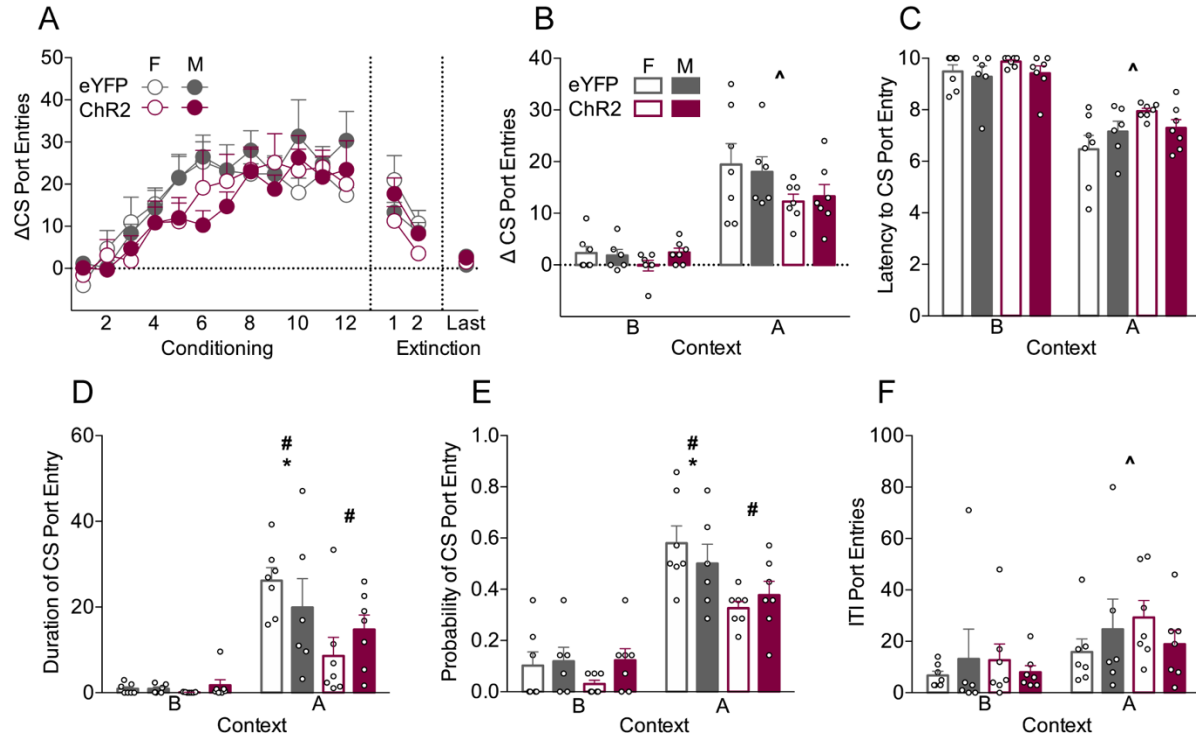 A
ΔCS Port Entries
50
40
30
20
10
0
-10
F M
eYFP
ChR2
2 4 6 8 10 12 1 2 Last
Conditioning Extinction
B
Δ CS Port Entries
40
30
20
10
0
F M
eYFP
ChR2
^
B A
Context
C
Latency to CS Port Entry
10
8
6
4
2
0
^
B A
Context
D
Duration of CS Port Entry
60
40
20
0
#
*
#
B A
Context
E
Probability of CS Port Entry
1.0
0.8
0.6
0.4
0.2
0.0
#
*
#
B A
Context
F
ITI Port Entries
100
80
60
40
20
0
^
B A
Context